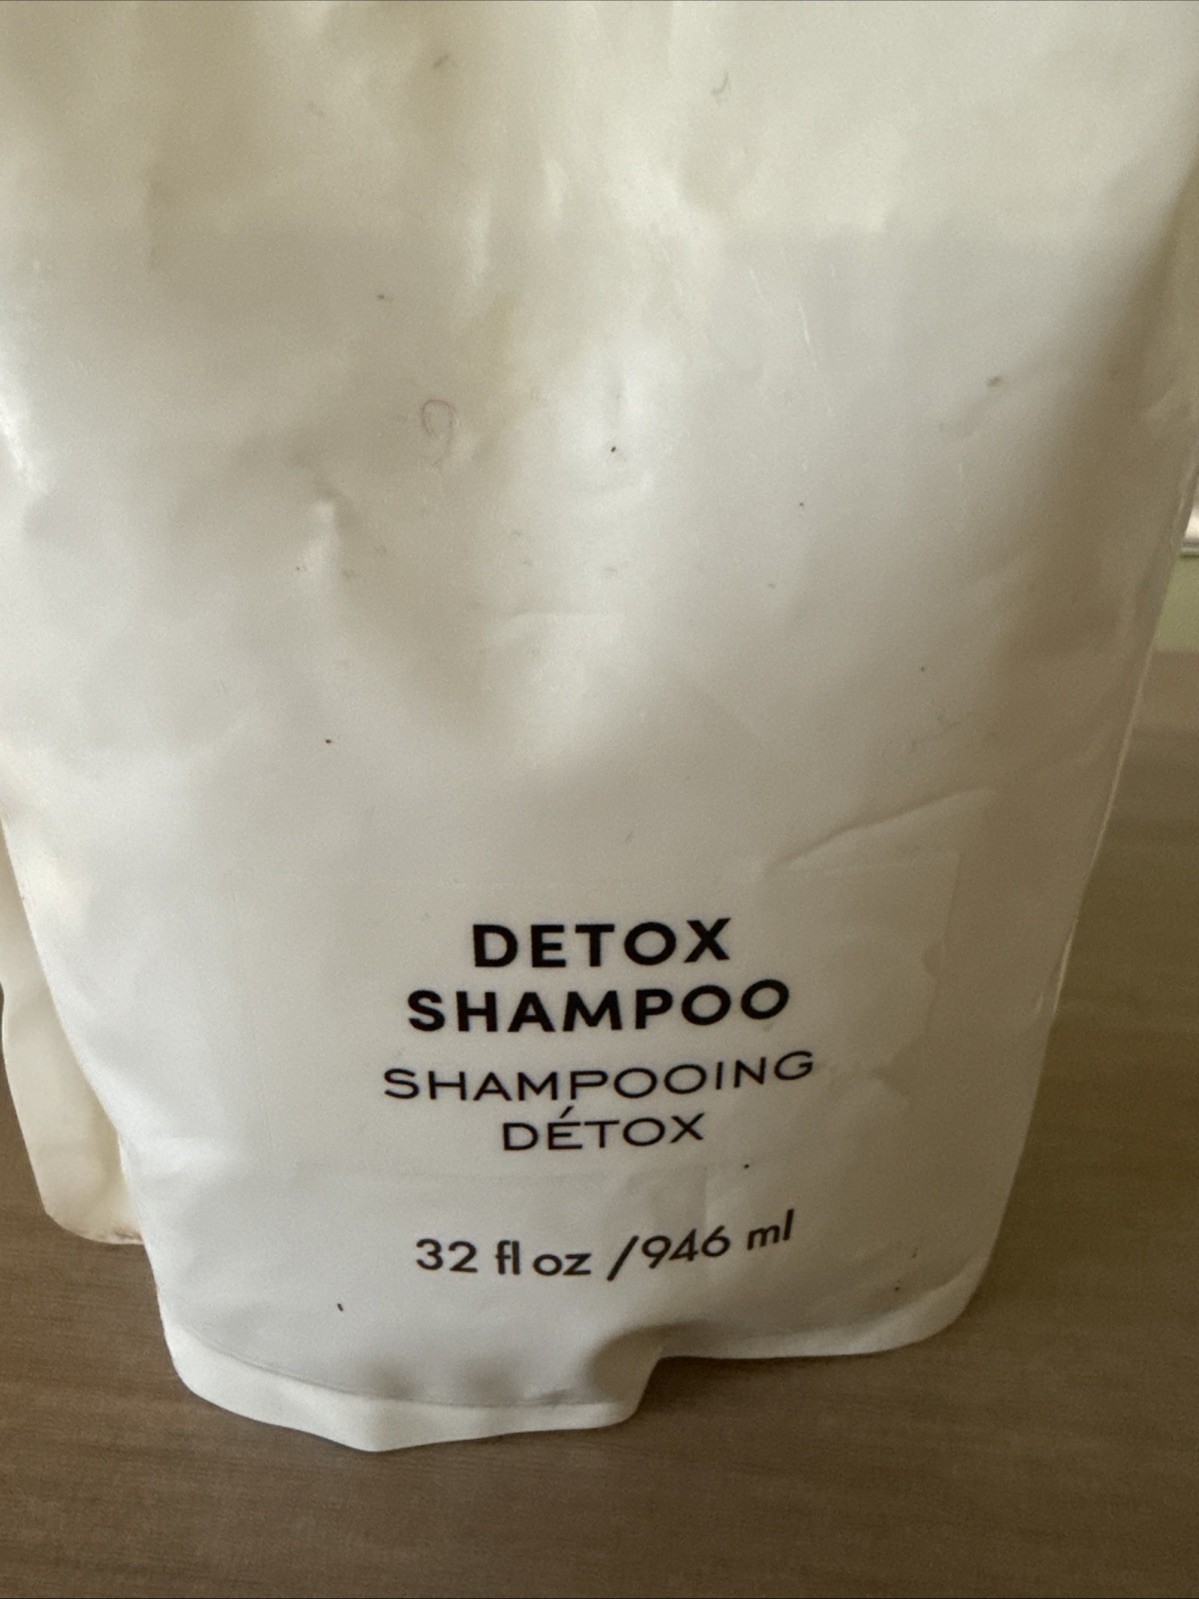 DETOX
SHAMPOO
SHAMPOOING
DÉTOX
32 fl oz /946 ml